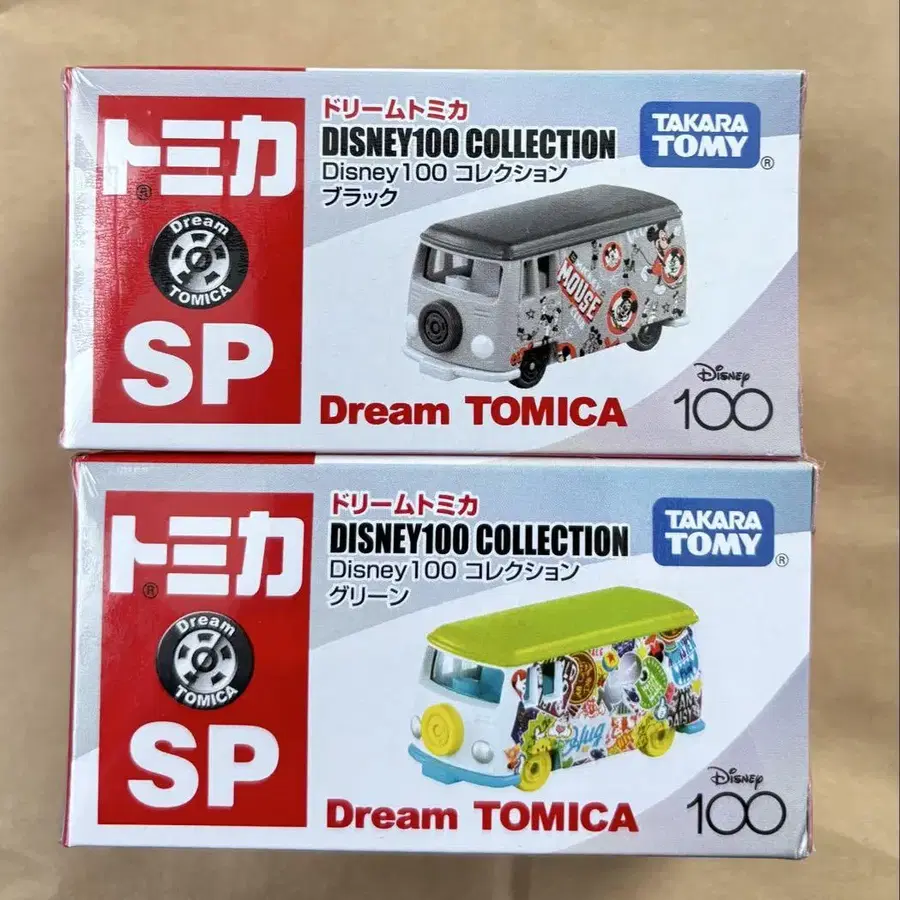 トミカ
®
Dream
TOMICA
SP
ドリームトミカ
DISNEY100 COLLECTION
Disney100 コレクション
ブラック
TAKARA
TOMY
®
MOUSE
Dream TOMICA
Disney
100
トミカ
®
Dream
TOMICA
SP
ドリームトミカ
DISNEY100 COLLECTION
Disney100 コレクション
グリーン
TAKARA
TOMY
®
Hug
Dream TOMICA
Disney
100